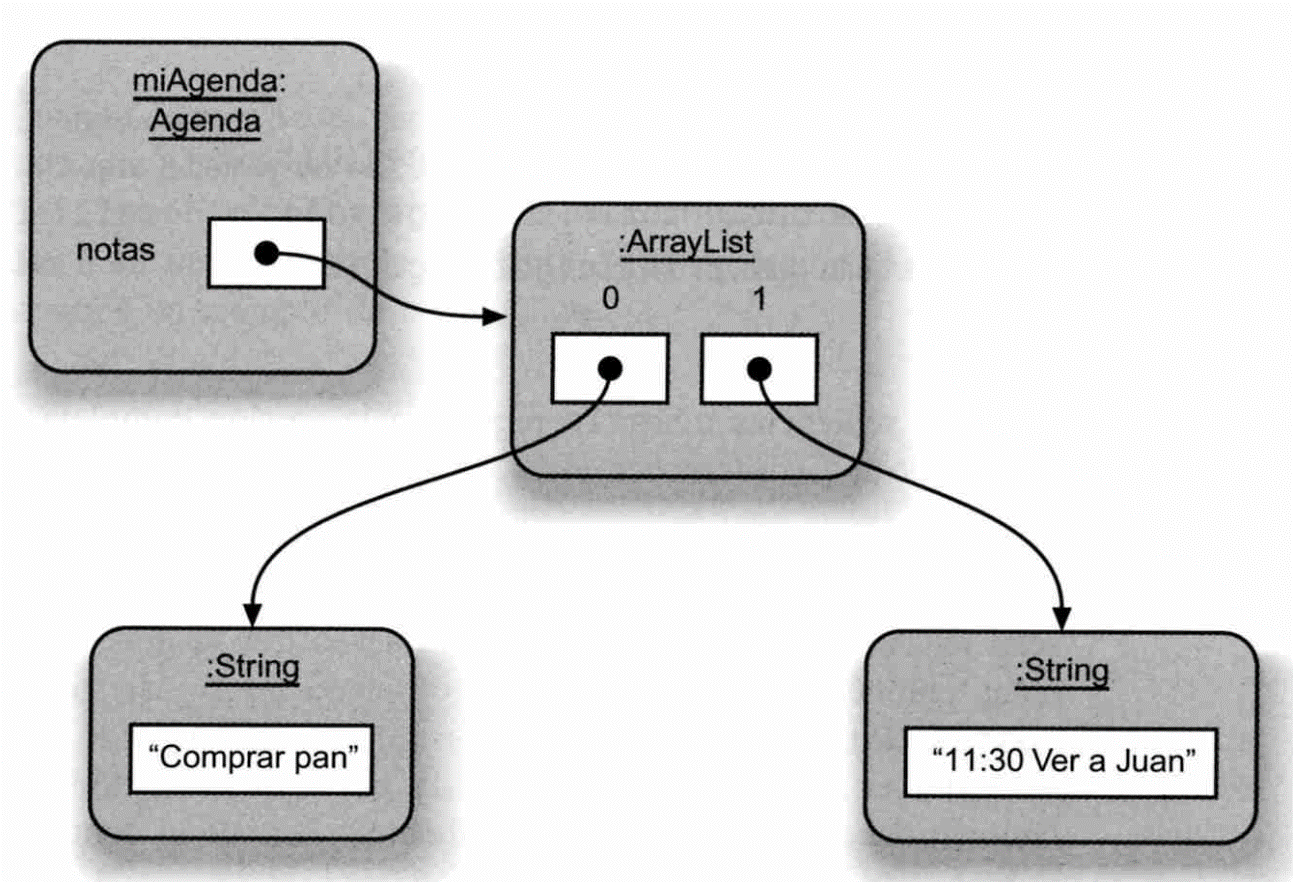 miAgenda:
Agenda
notas
:ArrayList
0 1
:String
“Comprar pan”
:String
“11:30 Ver a Juan”